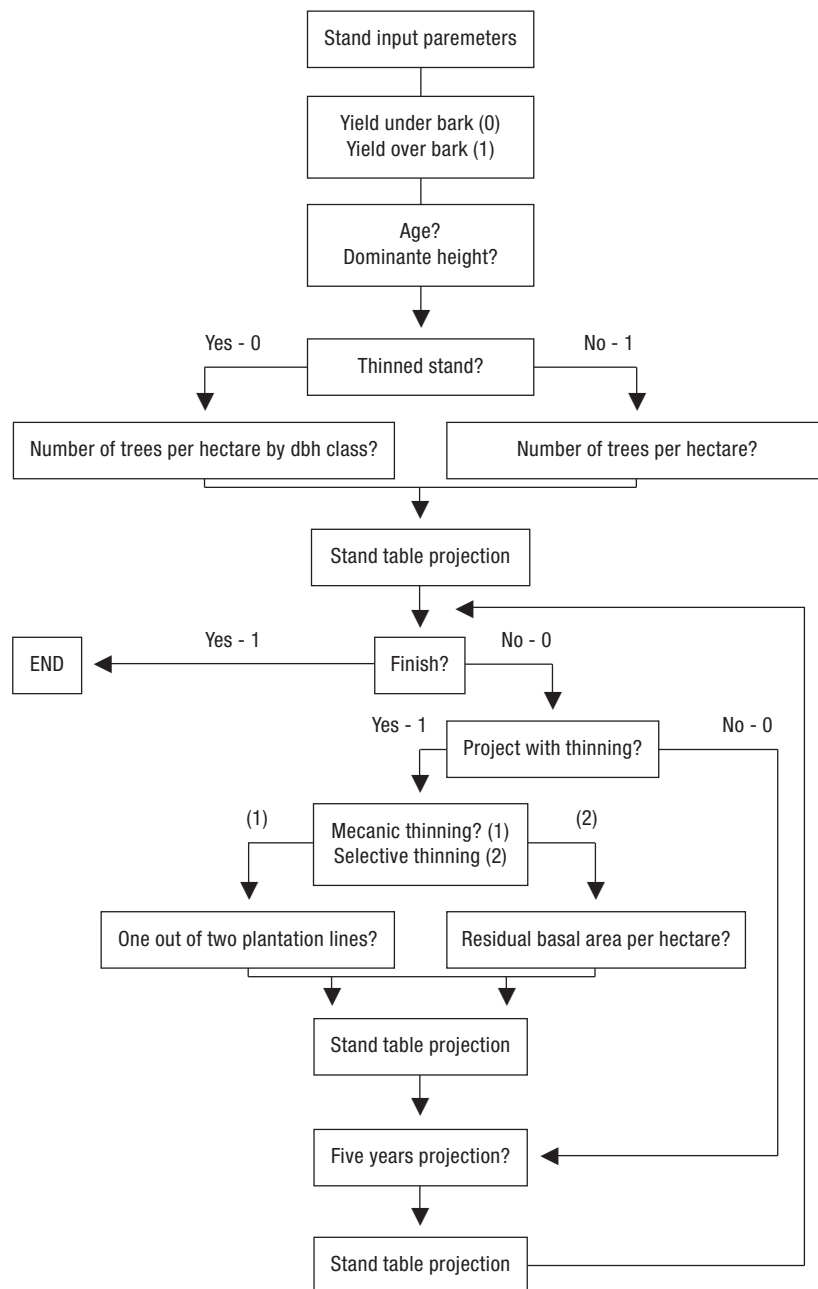 Stand input paremeters
Yield under bark (0)
Yield over bark (1)
Age?
Dominante height?
Yes - 0
No - 1
Thinned stand?
Number of trees per hectare by dbh class?
Number of trees per hectare?
Stand table projection
Yes - 1
No - 0
END
Finish?
Yes - 1
No - 0
Project with thinning?
(1)
(2)
Mecanic thinning? (1)
Selective thinning (2)
One out of two plantation lines?
Residual basal area per hectare?
Stand table projection
Five years projection?
Stand table projection